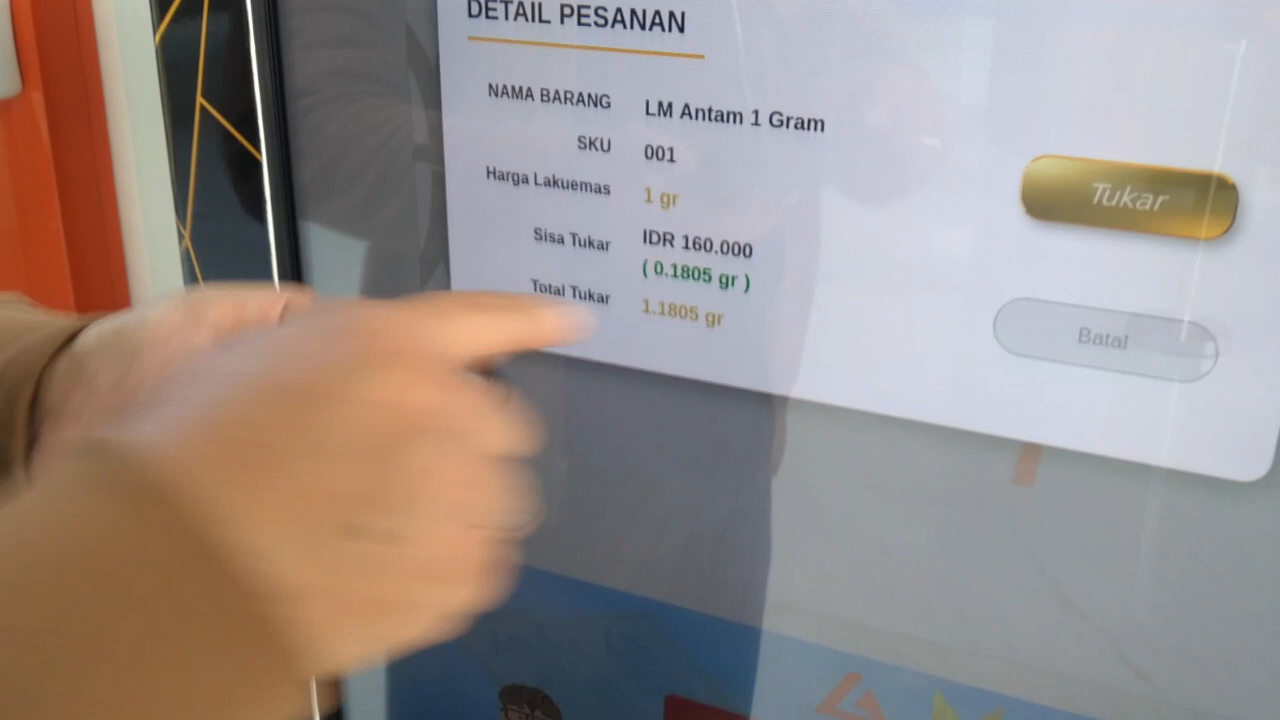 DETAIL PESANAN
NAMA BARANG LM Antam 1 Gram
SKU 001
Harga Lakuemas 1 gr
Sisa Tukar IDR 160.000
( 0.1805 gr )
Total Tukar 1.1805 gr
Tukar
Batal